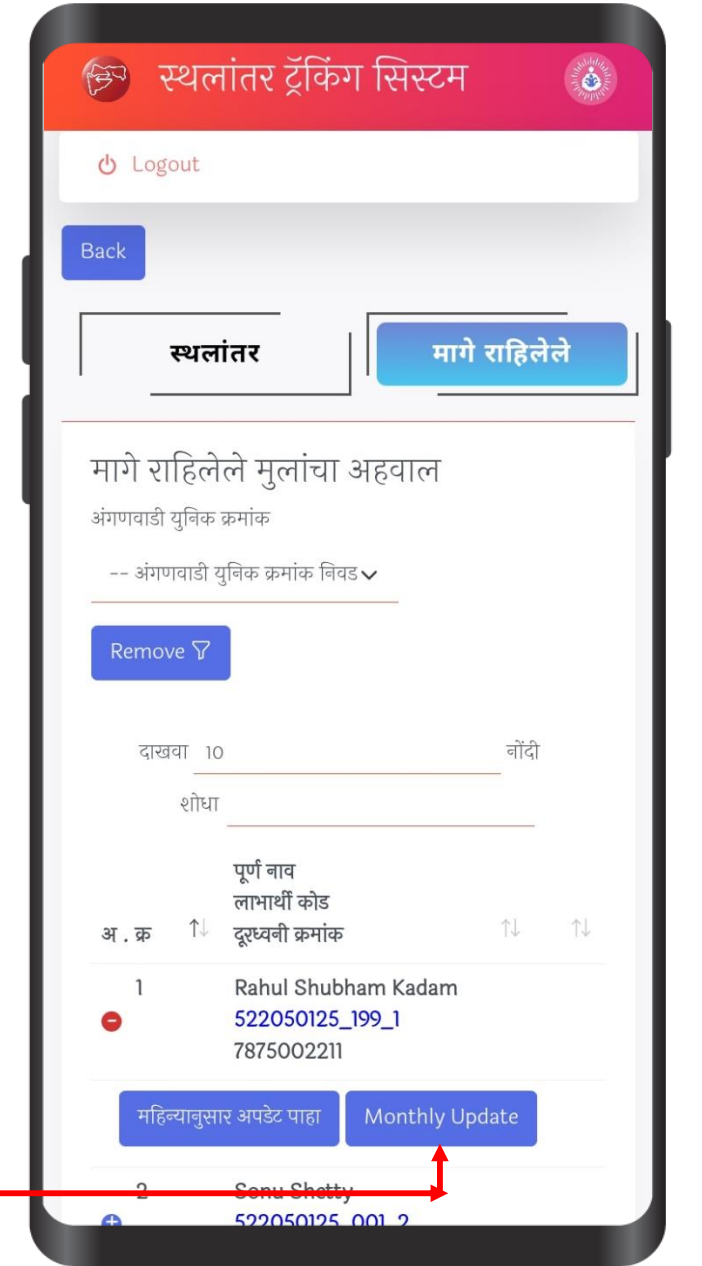 स्थलांतर ट्रॅकिंग सिस्टम
Logout
Back
स्थलांतर
मागे राहिलेले
मागे राहिलेले मुलांचा अहवाल
अंगणवाडी युनिक क्रमांक
-- अंगणवाडी युनिक क्रमांक निवड
Remove
दाखवा 10 नोंदी
शोधा
पूर्ण नाव
लाभार्थी कोड
अ . क्र दूरध्वनी क्रमांक
1 Rahul Shubham Kadam
522050125_199_1
7875002211
महिन्यानुसार अपडेट पाहा Monthly Update
2 Sonu Shetty
522050125_001_2